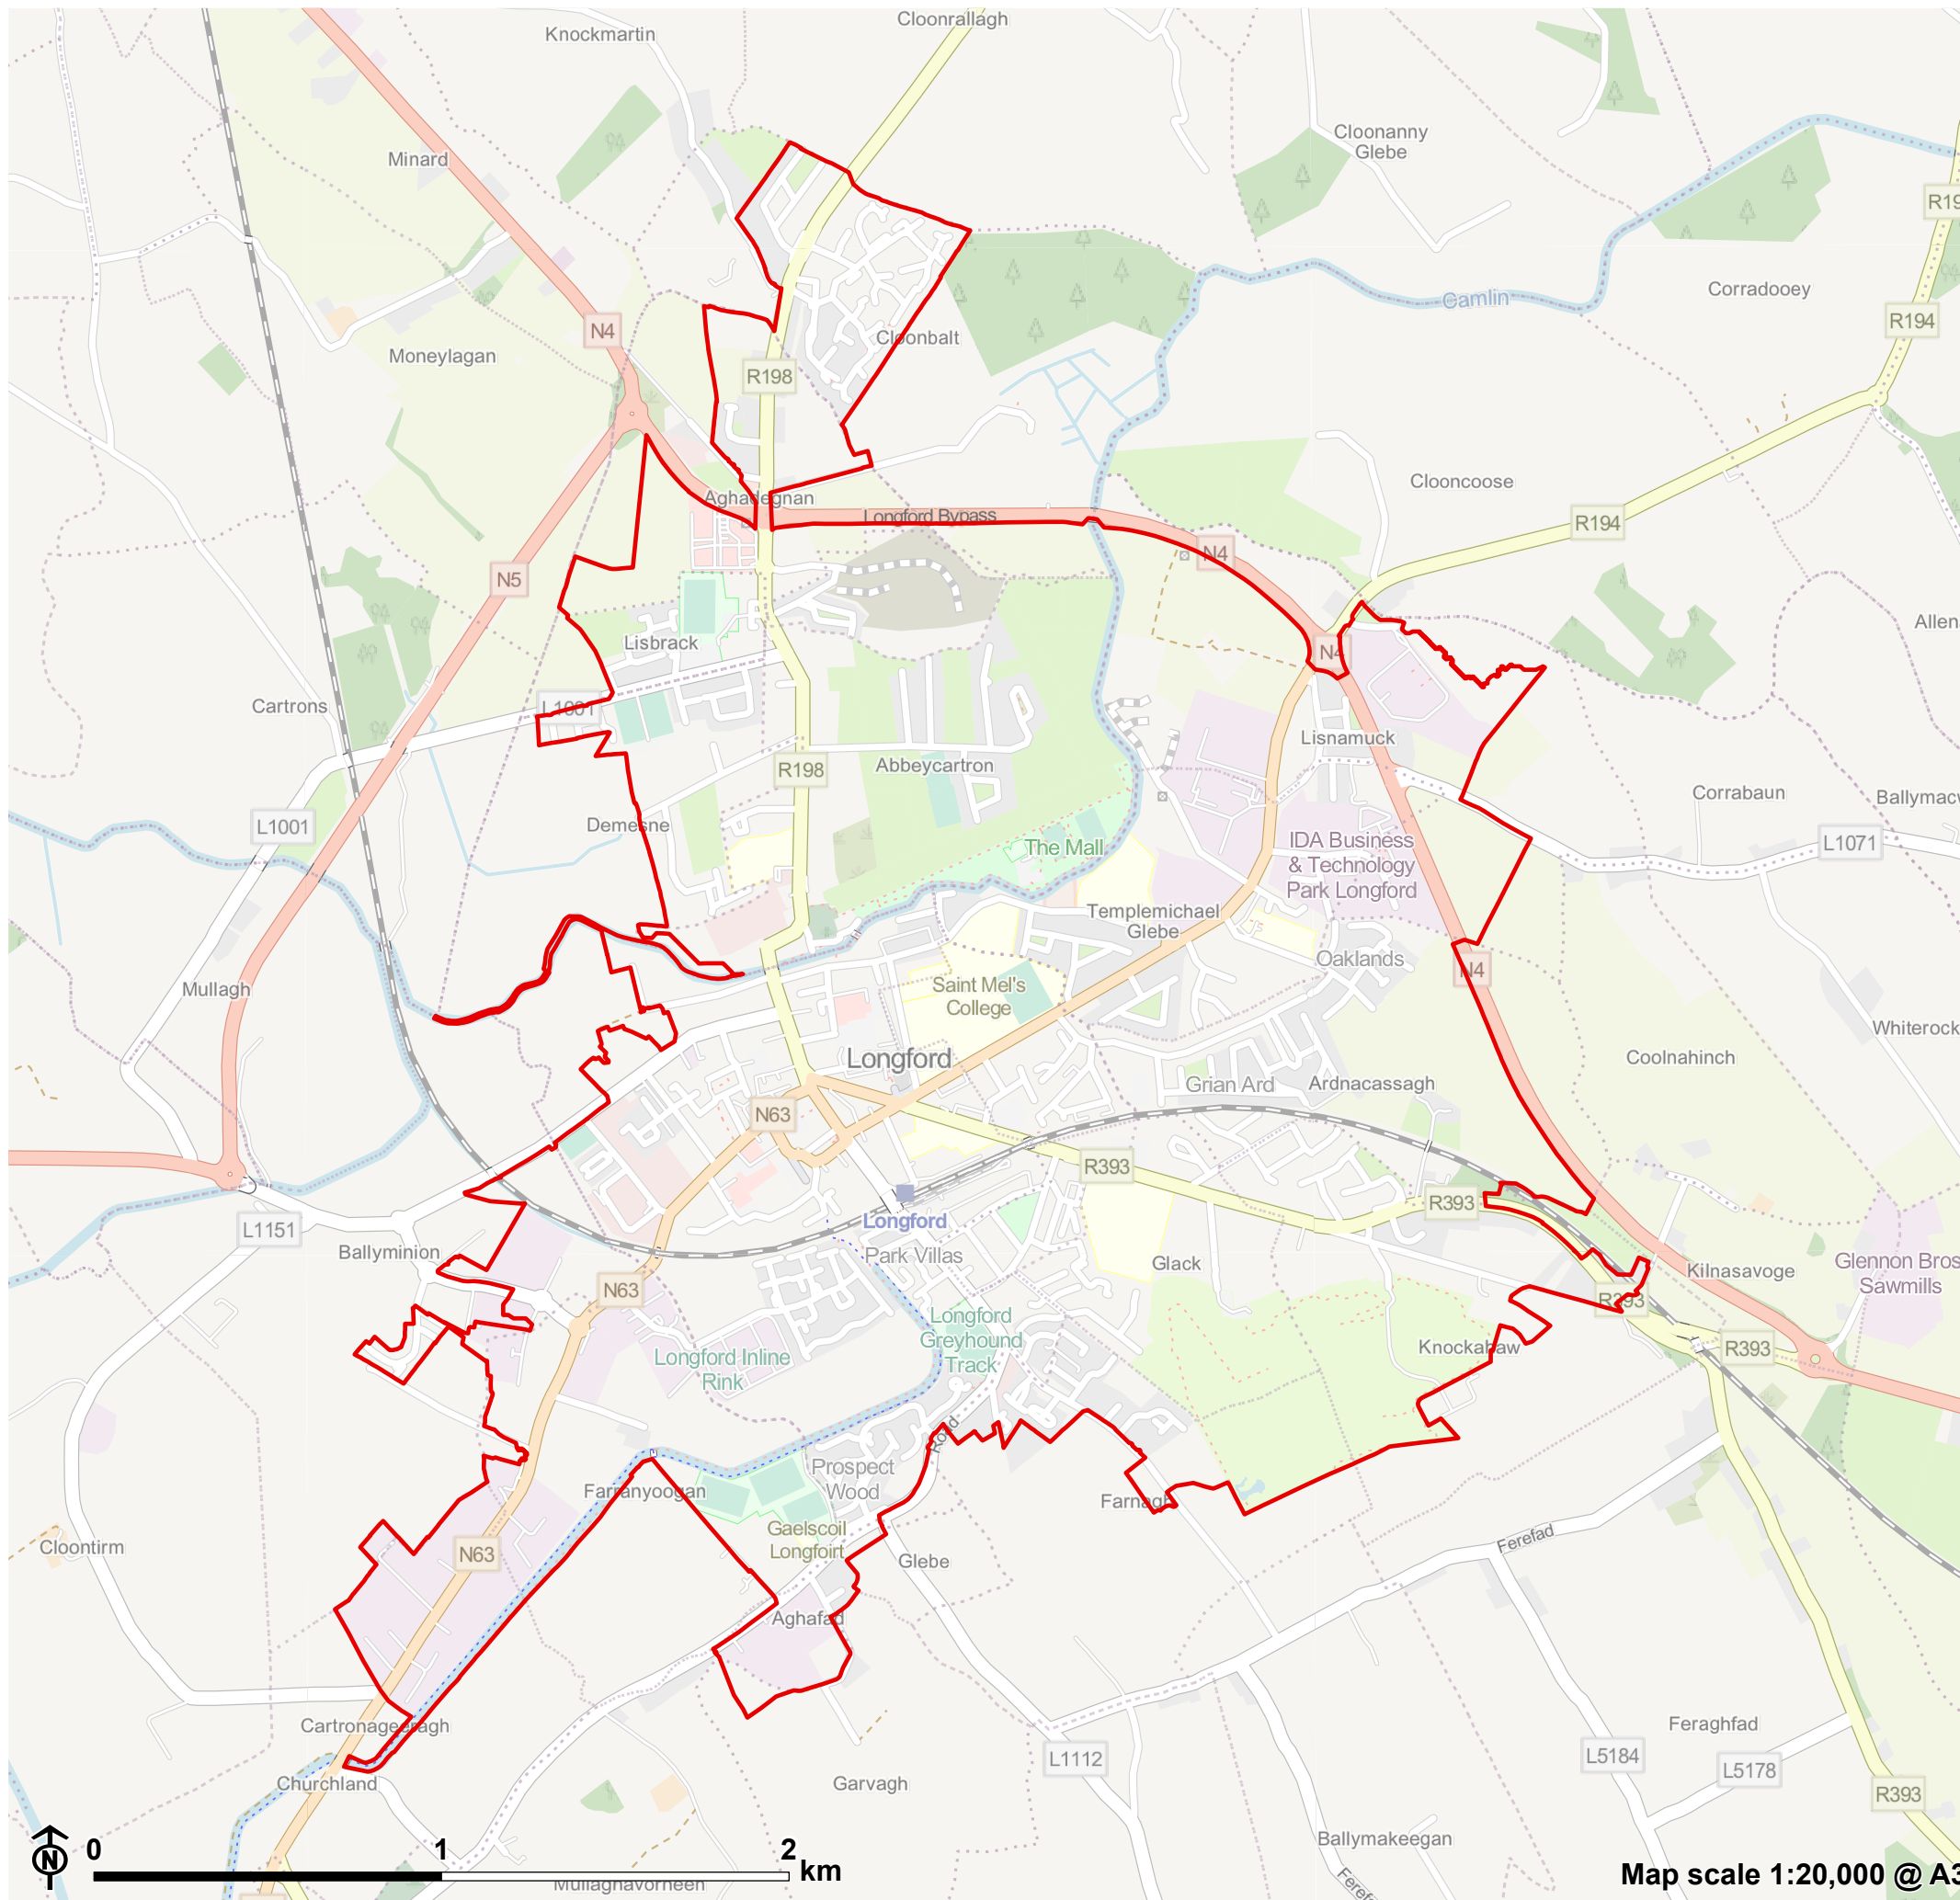 Cloonrallagh
Knockmartin
Cloonanny
Glebe
Minard
R19
Camlin
Corradooey
N4
R194
Cloonbalt
Moneylagan
R198
Clooncoose
Aghadegnan
Longford Bypass
R194
N4
N5
Allen
Lisbrack
N4
L1001
Cartrons
Lisnamuck
R198
Abbeycartron
Corrabaun
Ballymac
L1001
Demesne
The Mall
IDA Business
& Technology
Park Longford
L1071
Templemichael
Glebe
Oaklands
N4
Mullagh
Saint Mel's
College
Whiterock
Longford
Coolnahinch
Grian Ard
Ardnacassagh
N63
R393
R393
L1151
Longford
Ballyminion
Park Villas
Glack
Kilnasavoge
Glennon Bros
Sawmills
N63
R393
Longford
Greyhound
Track
Knockahaw
R393
Longford Inline
Rink
Road
Prospect
Wood
Farranyoogan
Farnagh
Gaelscoil
Longfoirt
Cloontirm
N63
Glebe
Ferefad
Aghafad
Cartronageeragh
Feraghfad
L1112
L5184
L5178
Churchland
Garvagh
R393
Ballymakeegan
N
0 1 2
km
Mullaghavorneen
Feref
Map scale 1:20,000 @ A3